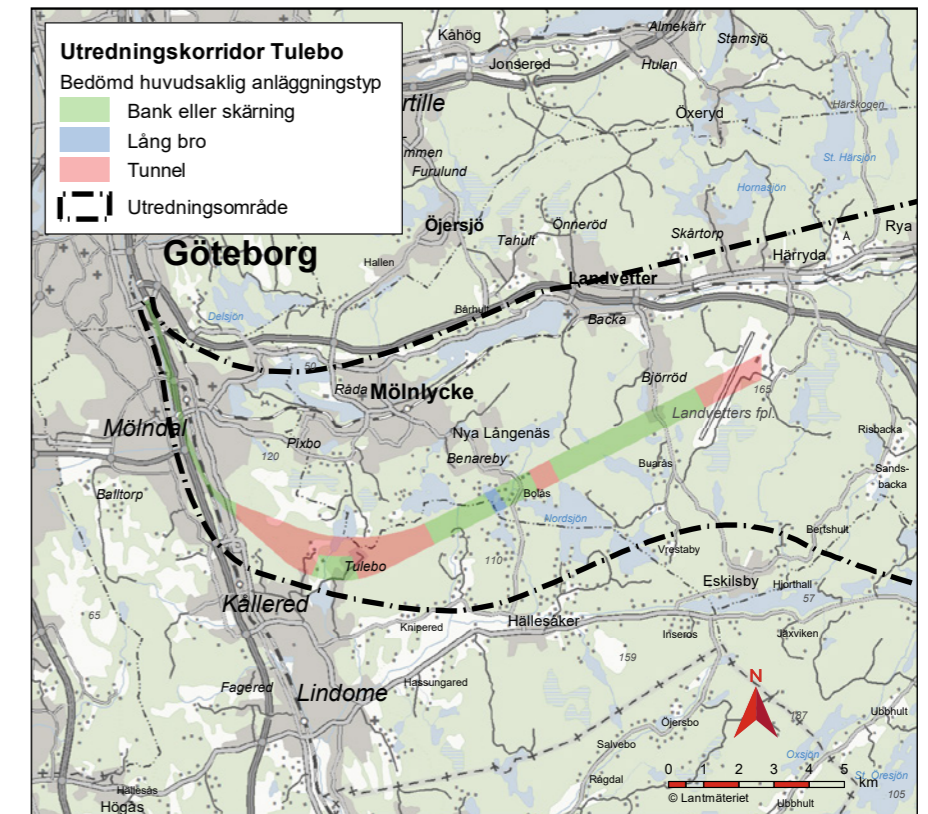 Utredningskorridor Tulebo
Bedömd huvudsaklig anläggningstyp
Bank eller skärning
Lång bro
Tunnel
Utredningsområde
Kåhög
Almekärr
Stamsjö
Jonsered
Hulan
rtille
Härskogen
Öxeryd
mmen
Furulund
St. Härsjön
Hornasjön
Öjersjö
Önneröd
Tahult
Skårtorp
Rya
Göteborg
Hallen
Härryda
Landvetter
Delsjön
Bårhult
Backa
50
Råda
Mölnlycke
Björröd
165
Landvetters fpl.
Mölndal
Pixbo
Nya Långenäs
Risbacka
120
Benareby
Buarås
Sands-
backa
Balltorp
Bolås
Nordsjön
Bertshult
Vrestaby
110
Tulebo
Eskilsby
Hjorthall
57
Kållered
65
Knipered
Hällesåker
Inseros
Jäxviken
159
N
Fagered
Lindome
Hassungared
187
Ubbhult
Öjersbo
Salvebo
Oxsjön
Rågdal
St. Öresjön
0 1 2 3 4 5
km
© Lantmäteriet
Ubbhult
105
Hällesås
Högås